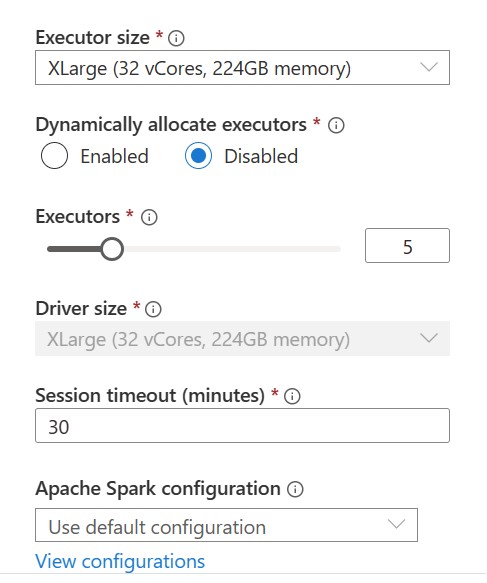 Executor size *
XLarge (32 vCores, 224GB memory)
Dynamically allocate executors *
Enabled Disabled
Executors *
5
Driver size *
XLarge (32 vCores, 224GB memory)
Session timeout (minutes) *
30
Apache Spark configuration
Use default configuration
View configurations